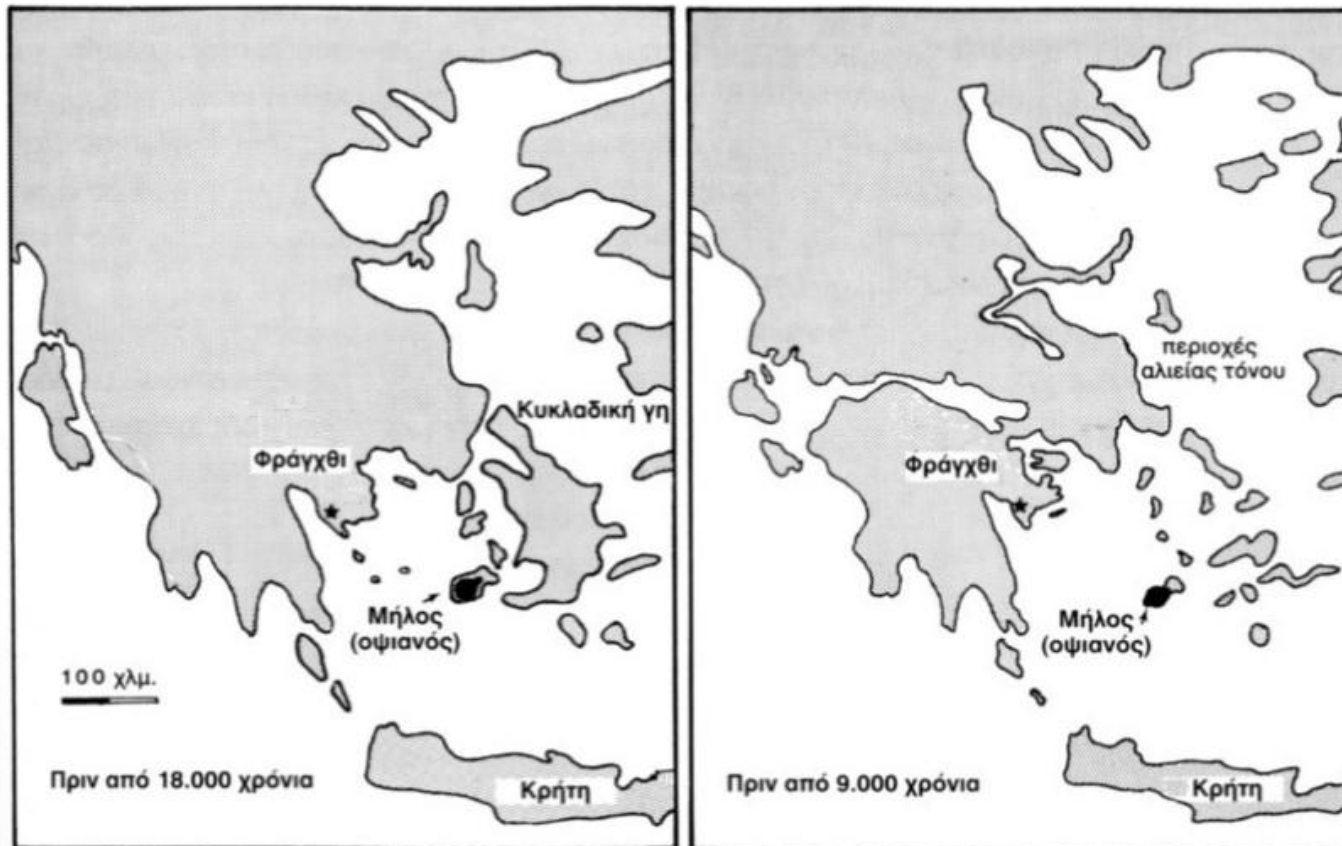 Κυκλαδική γη
Φράγχθι
Μήλος
(οψιανός)
100 χλμ.
Πριν από 18.000 χρόνια
Κρήτη
περιοχές
αλιείας τόνου
Φράγχθι
Μήλος
(οψιανός)
Πριν από 9.000 χρόνια
Κρήτη